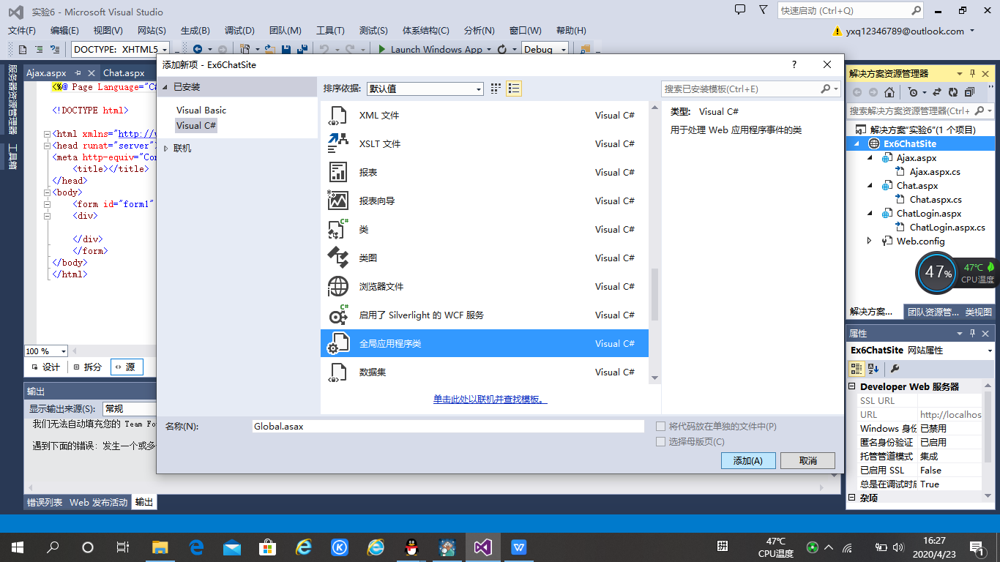 实验6 - Microsoft Visual Studio
快速启动 (Ctrl+Q)
文件(F) 编辑(E) 视图(V) 网站(S) 生成(B) 调试(D) 团队(M) 工具(T) 测试(S) 体系结构(C) 分析(N) 窗口(W) 帮助(H)
yxq12346789@outlook.com
DOCTYPE: XHTML5
Launch Windows App
Debug
服务器资源管理器
工具箱
Ajax.aspx
Chat.aspx
<%@ Page Language="C#
<!DOCTYPE html>
<html xmlns="http://w
<head runat="server">
<meta http-equiv="Con
<title></title>
</head>
<body>
<form id="form1"
<div>
</div>
</form>
</body>
</html>
100 %
设计
拆分
源
输出
显示输出来源(S): 常规
我们无法自动填充您的 Team Fo
遇到下面的错误: 发生一个或多
错误列表 Web 发布活动 输出
添加新项 - Ex6ChatSite
?
已安装
Visual Basic
Visual C#
联机
排序依据: 默认值
搜索已安装模板(Ctrl+E)
XML 文件 Visual C#
XSLT 文件 Visual C#
报表 Visual C#
报表向导 Visual C#
类 Visual C#
类图 Visual C#
浏览器文件 Visual C#
启用了 Silverlight 的 WCF 服务 Visual C#
全局应用程序类 Visual C#
数据集 Visual C#
单击此处以联机并查找模板。
类型: Visual C#
用于处理 Web 应用程序事件的类
名称(N): Global.asax
将代码放在单独的文件中(P)
选择母版页(C)
添加(A)
取消
解决方案资源管理器
搜索解决方案资源管理器(Ctrl+
解决方案"实验6"(1 个项目)
Ex6ChatSite
Ajax.aspx
Ajax.aspx.cs
Chat.aspx
Chat.aspx.cs
ChatLogin.aspx
ChatLogin.aspx.cs
Web.config
47%
47℃
CPU温度
解决方案... 团队资源管... 类视图
属性
Ex6ChatSite 网站属性
Developer Web 服务器
SSL URL
URL http://localhos
Windows 身份 已禁用
匿名身份验证 已启用
托管管道模式 集成
已启用 SSL False
总是在调试时启 True
杂项
拼
47℃
CPU温度
16:27
2020/4/23
1